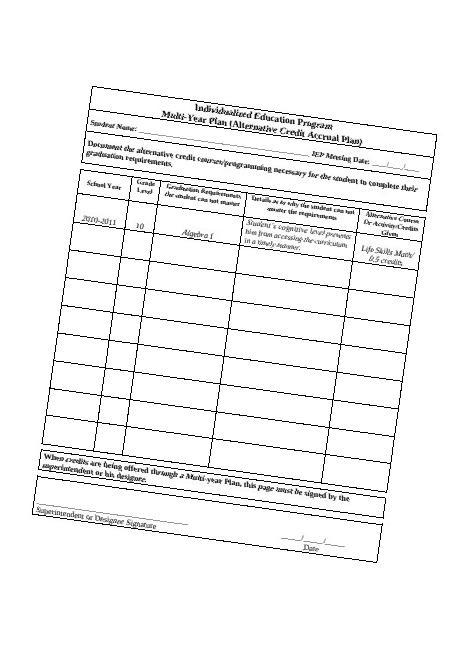 Individualized Education Program
Multi-Year Plan (Alternative Credit Accrual Plan)
Student Name: ______________________ IEP Meeting Date: ___/___/___
Document the alternative credit courses/programming necessary for the student to complete their
graduation requirements.
School Year
Grade
Level
Graduation Requirements
the student can not master
Details as to why the student can not
master the requirements
Alternative Course
Or Activity/Credits
Given
2010-2011
10
Algebra 1
Student's cognitive level prevents
him from accessing the curriculum
in a timely manner.
Life Skills Math/
0.5 credits
When credits are being offered through a Multi-year Plan, this page must be signed by the
superintendent or his designee.
Superintendent or Designee Signature
___/___/___
Date